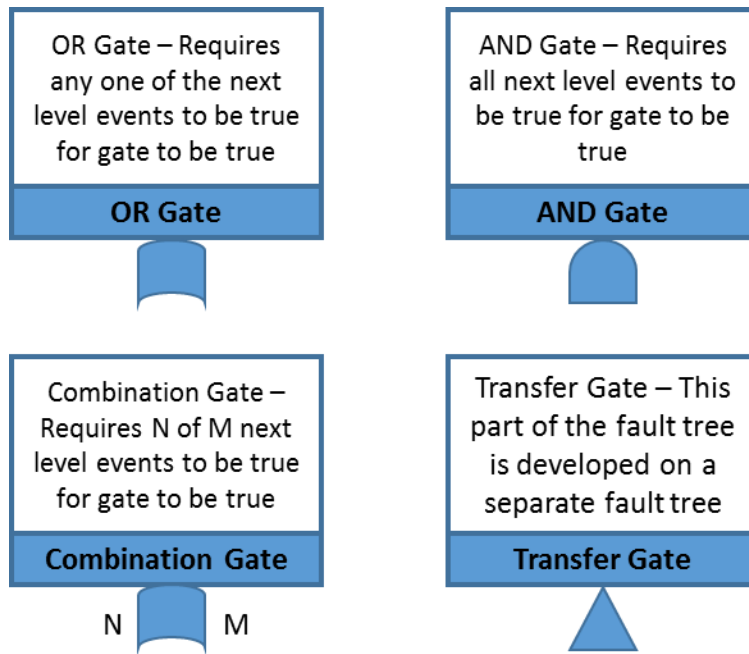 OR Gate – Requires
any one of the next
level events to be true
for gate to be true
OR Gate
AND Gate – Requires
all next level events to
be true for gate to be
true
AND Gate
Combination Gate –
Requires N of M next
level events to be true
for gate to be true
Combination Gate
N M
Transfer Gate – This
part of the fault tree
is developed on a
separate fault tree
Transfer Gate